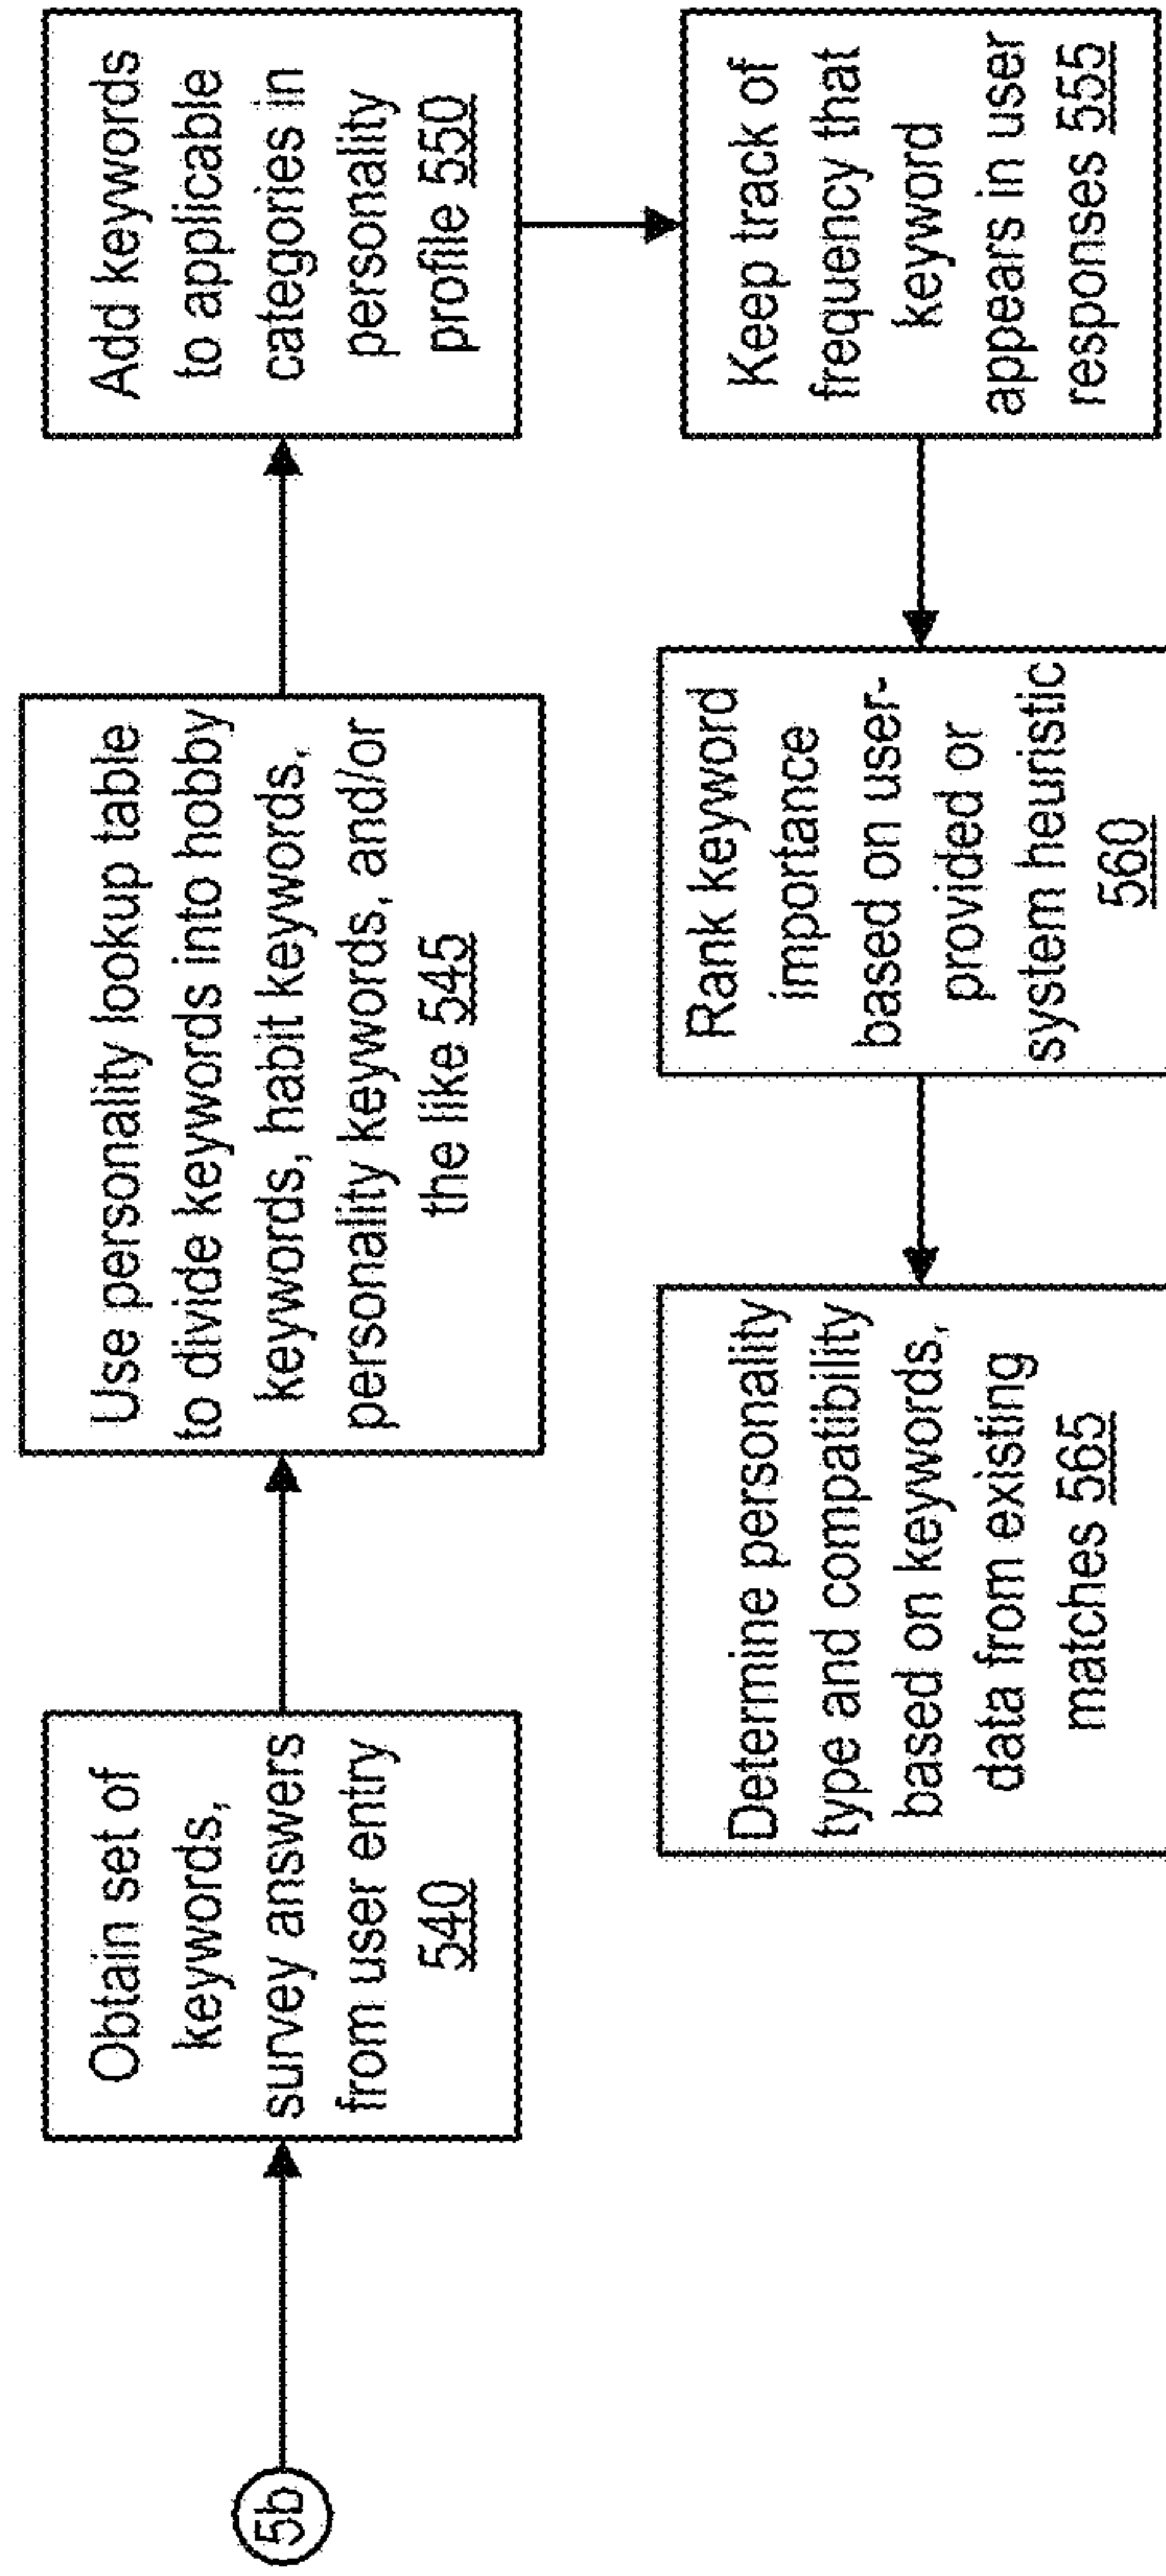 5b
Obtain set of
keywords,
survey answers
from user entry
540
Use personality lookup table
to divide keywords into hobby
keywords, habit keywords,
personality keywords, and/or
the like 545
Add keywords
to applicable
categories in
personality
profile 550
Keep track of
frequency that
keyword
appears in user
responses 555
Rank keyword
importance
based on user-
provided or
system heuristic
560
Determine personality
type and compatibility
based on keywords,
data from existing
matches 565